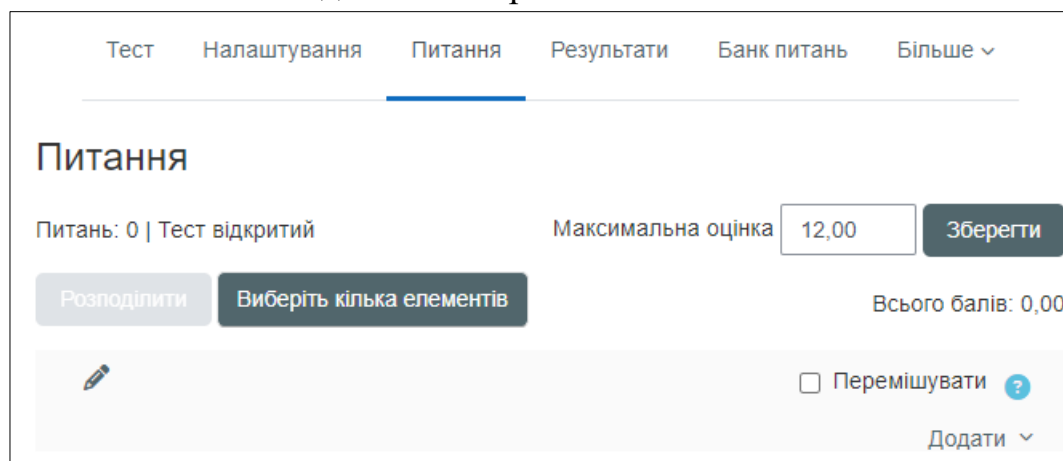 Тест Налаштування Питання Результати Банк питань Більше
Питання
Питань: 0 | Тест відкритий Максимальна оцінка 12,00 Зберегти
Розподілити Виберіть кілька елементів Всього балів: 0,00
Перемішувати ?
Додати